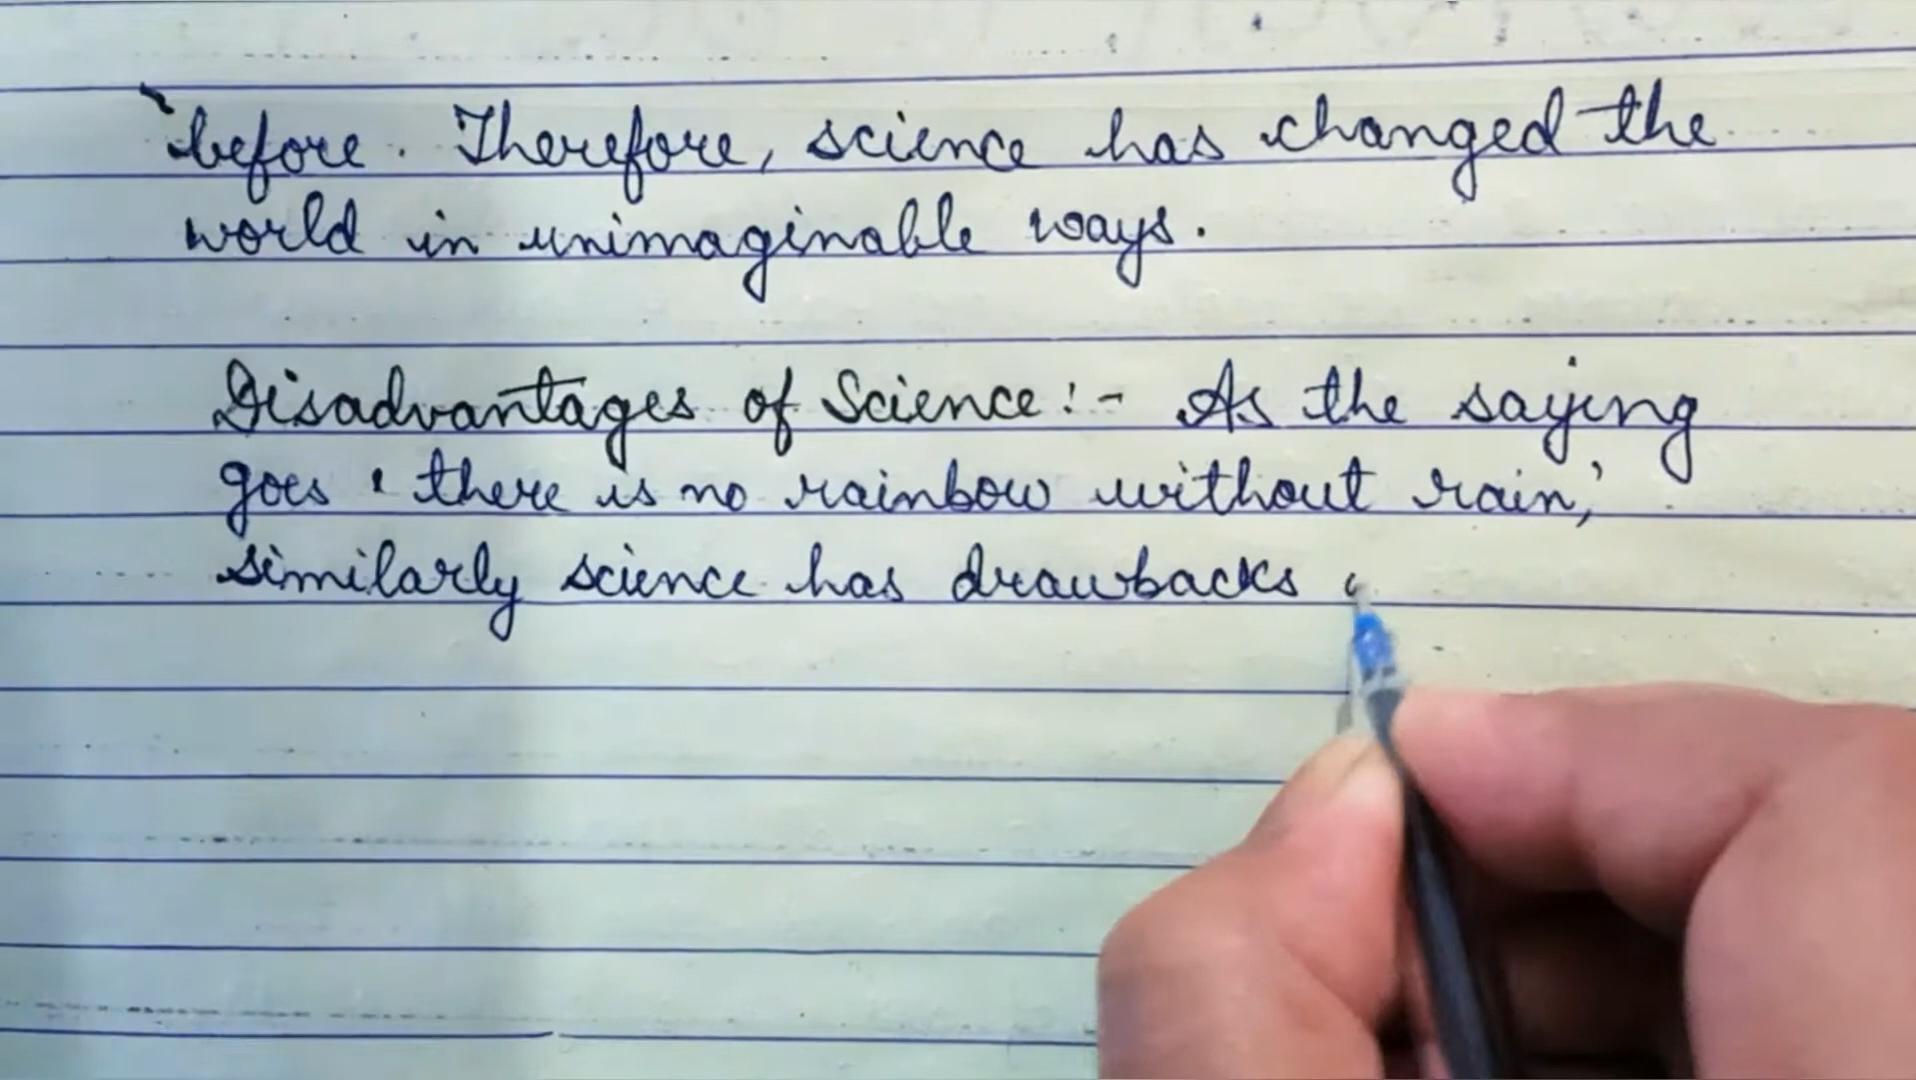 before. Therefore, science has changed the
world in unimaginable ways.
Disadvantages of Science:- As the saying
goes ' there is no rainbow without rain,'
similarly science has drawbacks